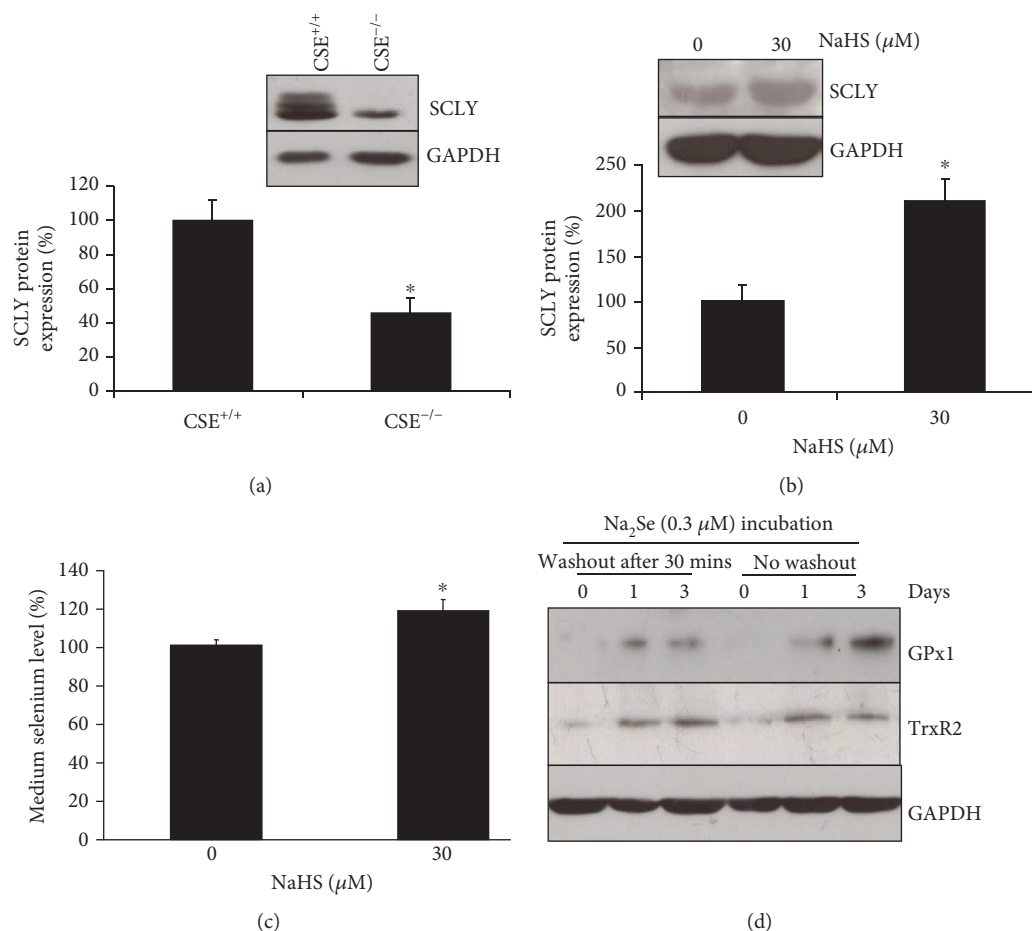 CSE+/+
CSE−/−
SCLY
GAPDH
120
100
80
60
40
20
0
SCLY protein
expression (%)
*
CSE+/+ CSE−/−
(a)
0 30 NaHS (μM)
SCLY
GAPDH
250
200
150
100
50
0
SCLY protein
expression (%)
*
0 30
NaHS (μM)
(b)
140
120
100
80
60
40
20
0
Medium selenium level (%)
*
0 30
NaHS (μM)
(c)
Na2Se (0.3 μM) incubation
Washout after 30 mins No washout
0 1 3 0 1 3 Days
GPx1
TrxR2
GAPDH
(d)